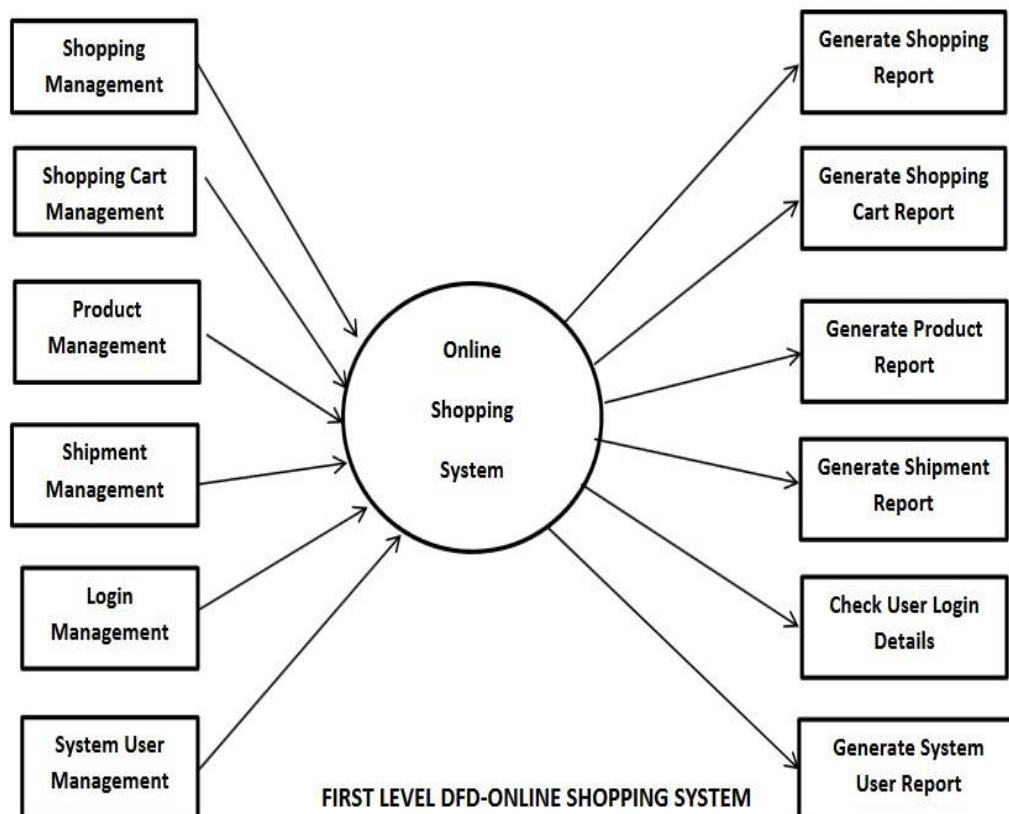 Shopping
Management
Shopping Cart
Management
Product
Management
Shipment
Management
Login
Management
System User
Management
Online
Shopping
System
Generate Shopping
Report
Generate Shopping
Cart Report
Generate Product
Report
Generate Shipment
Report
Check User Login
Details
Generate System
User Report
FIRST LEVEL DFD-ONLINE SHOPPING SYSTEM